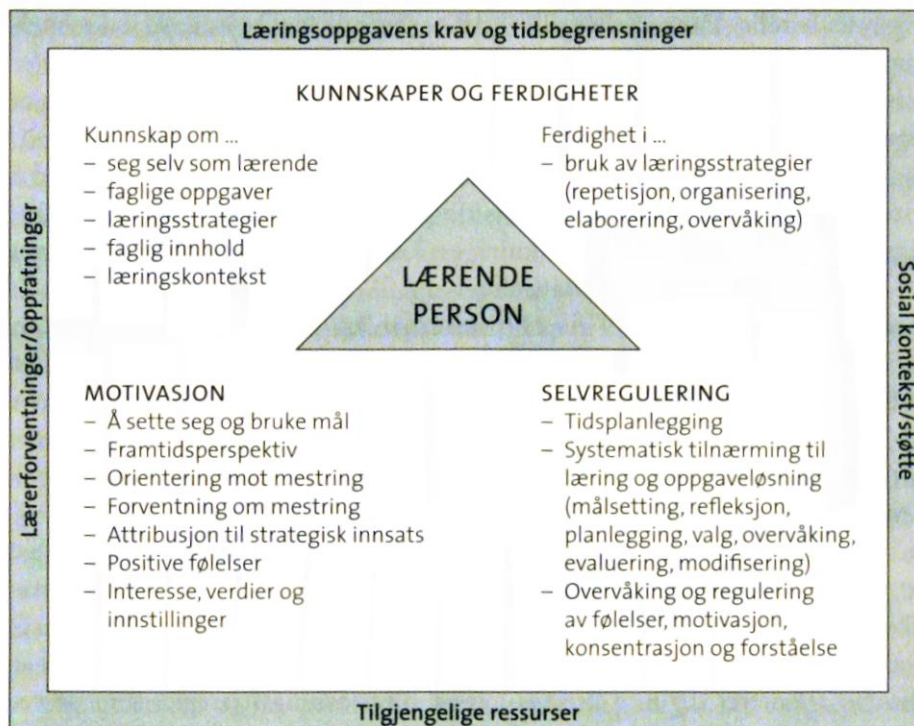 Læringsoppgavens krav og tidsbegrensninger
KUNNSKAPER OG FERDIGHETER
Kunnskap om ...
– seg selv som lærende
– faglige oppgaver
– læringsstrategier
– faglig innhold
– læringskontekst
Ferdighet i ...
– bruk av læringsstrategier
(repetisjon, organisering,
elaborering, overvåking)
LÆRENDE
PERSON
Lærerforventninger/oppfatninger
Sosial kontekst/støtte
MOTIVASJON
– Å sette seg og bruke mål
– Framtidsperspektiv
– Orientering mot mestring
– Forventning om mestring
– Attribusjon til strategisk innsats
– Positive følelser
– Interesse, verdier og
innstillinger
SELVREGULERING
– Tidsplanlegging
– Systematisk tilnærming til
læring og oppgaveløsning
(målsetting, refleksjon,
planlegging, valg, overvåking,
evaluering, modifisering)
– Overvåking og regulering
av følelser, motivasjon,
konsentrasjon og forståelse
Tilgjengelige ressurser